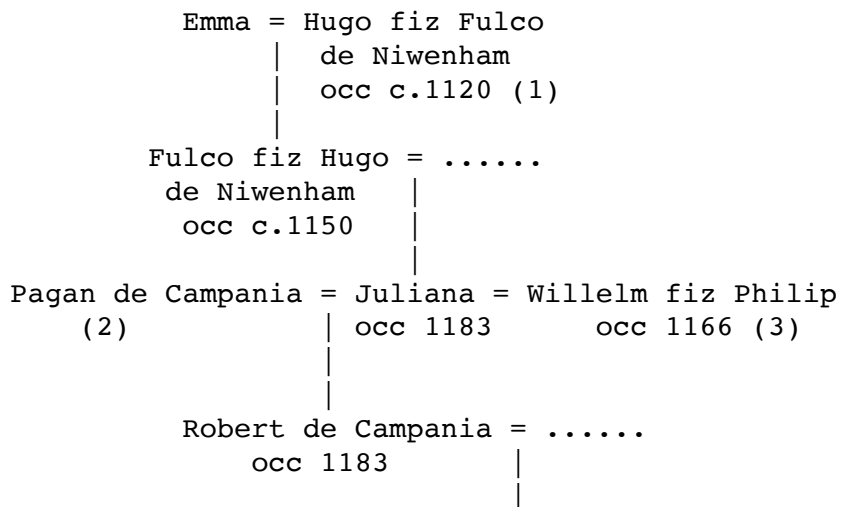 Emma = Hugo fiz Fulco
| de Niwenham
| occ c.1120 (1)
|
Fulco fiz Hugo = ......
de Niwenham |
occ c.1150 |
|
Pagan de Campania = Juliana = Willelm fiz Philip
(2) | occ 1183 occ 1166 (3)
|
|
Robert de Campania = ......
occ 1183 |
|